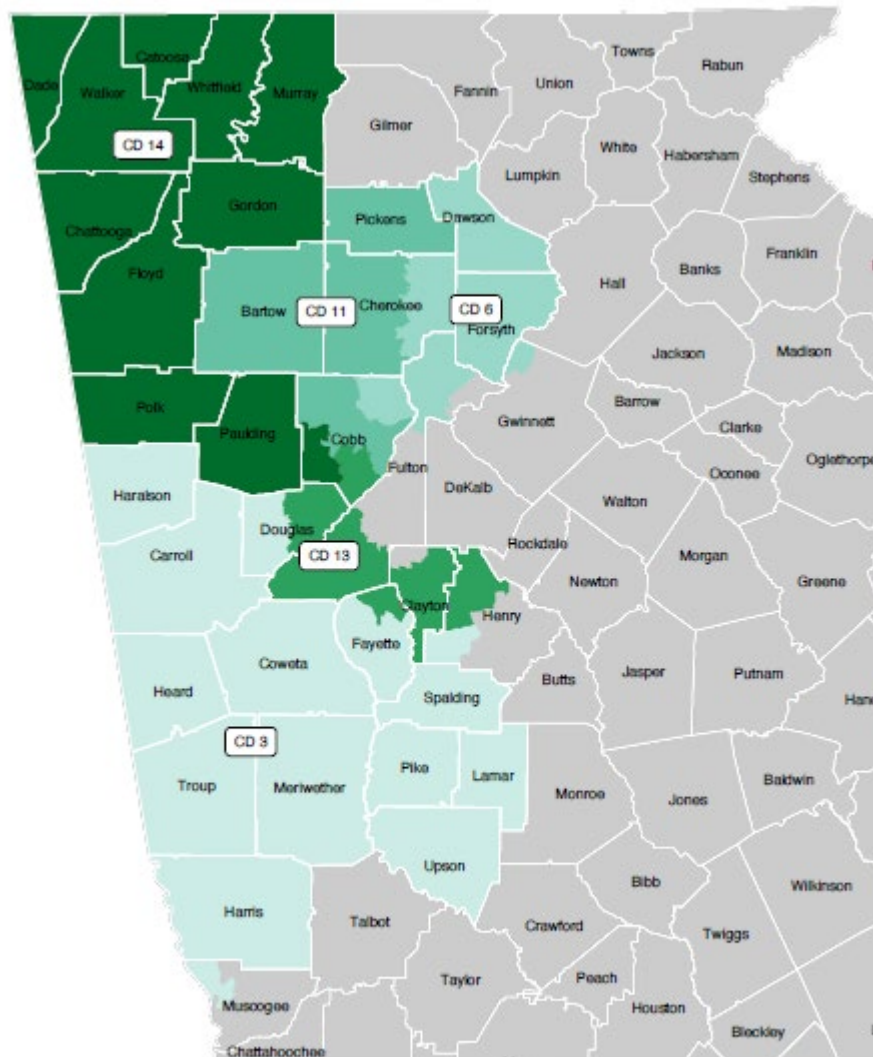 Towns
Rabun
Union
Fannin
Catoosa
Dade
Walker
Whitfield
Murray
Gilmer
White
Habersham
Lumpkin
Stephens
CD 14
Gordon
Pickens
Dawson
Chattooga
Floyd
Franklin
Banks
Hall
Bartow
CD 11
Cherokee
CD 6
Forsyth
Jackson
Madison
Polk
Paulding
Cobb
Gwinnett
Barrow
Clarke
Fulton
DeKalb
Oconee
Oglethorpe
Haralson
Walton
Douglas
Carroll
CD 13
Rockdale
Morgan
Newton
Greene
Clayton
Henry
Fayette
Coweta
Heard
Spalding
Butts
Jasper
Putnam
CD 3
Pike
Lamar
Troup
Meriwether
Monroe
Jones
Baldwin
Upson
Bibb
Wilkinson
Harris
Talbot
Crawford
Twiggs
Taylor
Peach
Muscogee
Houston
Bleckley
Chattahoochee